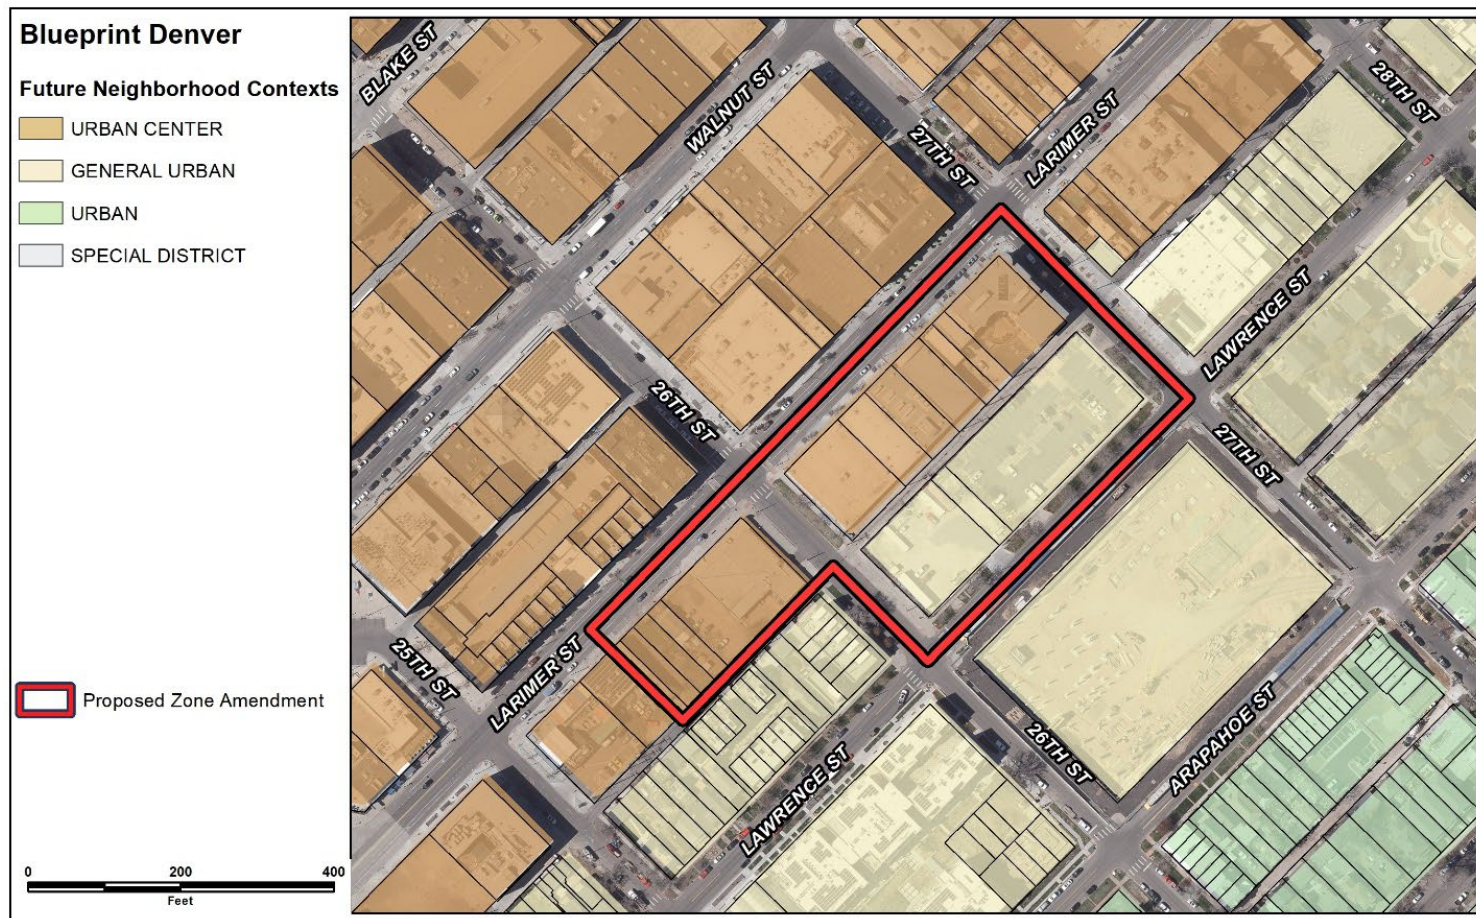 Blueprint Denver
Future Neighborhood Contexts
URBAN CENTER
GENERAL URBAN
URBAN
SPECIAL DISTRICT
Proposed Zone Amendment
0 200 400
Feet
BLAKE ST
WALNUT ST
27TH ST
LARIMER ST
28TH ST
LAWRENCE ST
26TH ST
27TH ST
25TH ST
LARIMER ST
LAWRENCE ST
26TH ST
ARAPAHOE ST